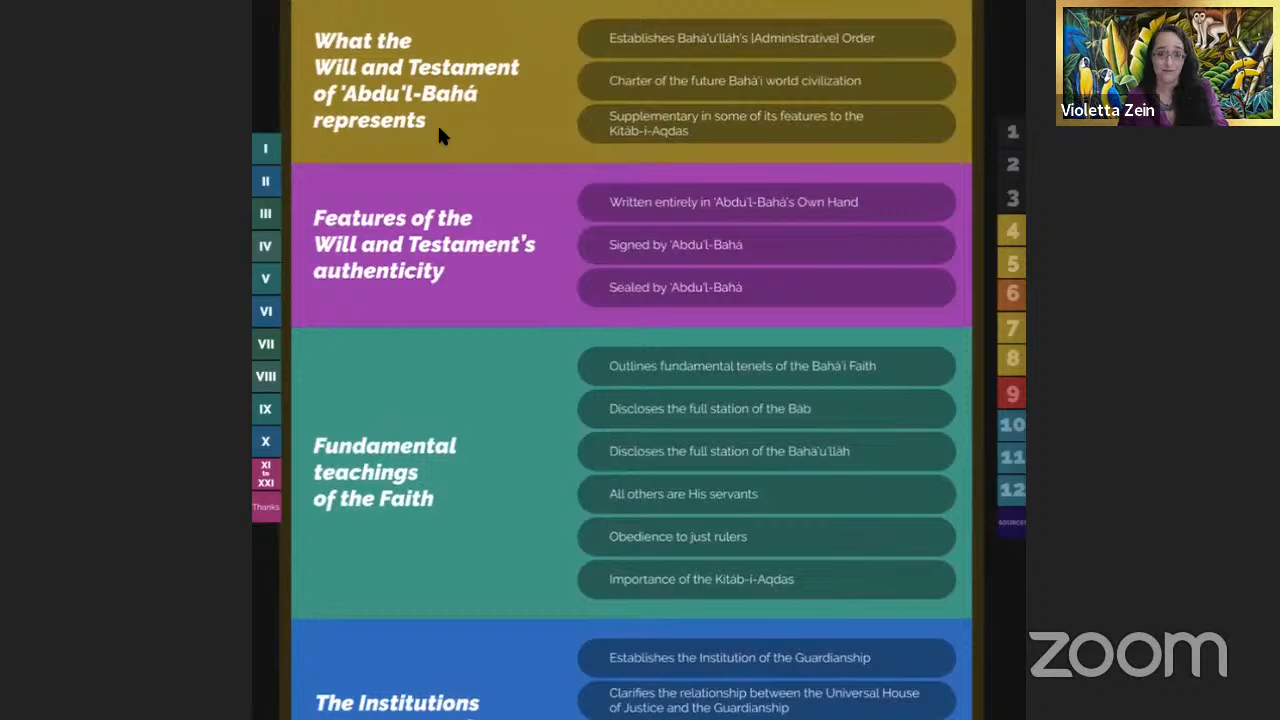 What the
Will and Testament
of 'Abdu'l-Bahá
represents
Establishes Bahá'u'lláh's [Administrative] Order
Charter of the future Bahá'í world civilization
Supplementary in some of its features to the
Kitáb-i-Aqdas
Features of the
Will and Testament's
authenticity
Written entirely in 'Abdu'l-Bahá's Own Hand
Signed by 'Abdu'l-Bahá
Sealed by 'Abdu'l-Bahá
Fundamental
teachings
of the Faith
Outlines fundamental tenets of the Bahá'í Faith
Discloses the full station of the Báb
Discloses the full station of the Bahá'u'lláh
All others are His servants
Obedience to just rulers
Importance of the Kitáb-i-Aqdas
The Institutions
Establishes the Institution of the Guardianship
Clarifies the relationship between the Universal House
of Justice and the Guardianship
I
II
III
IV
V
VI
VII
VIII
IX
X
XI
to
XXI
Thanks
1
2
3
4
5
6
7
8
9
10
11
12
SOURCES
Violetta Zein
zoom